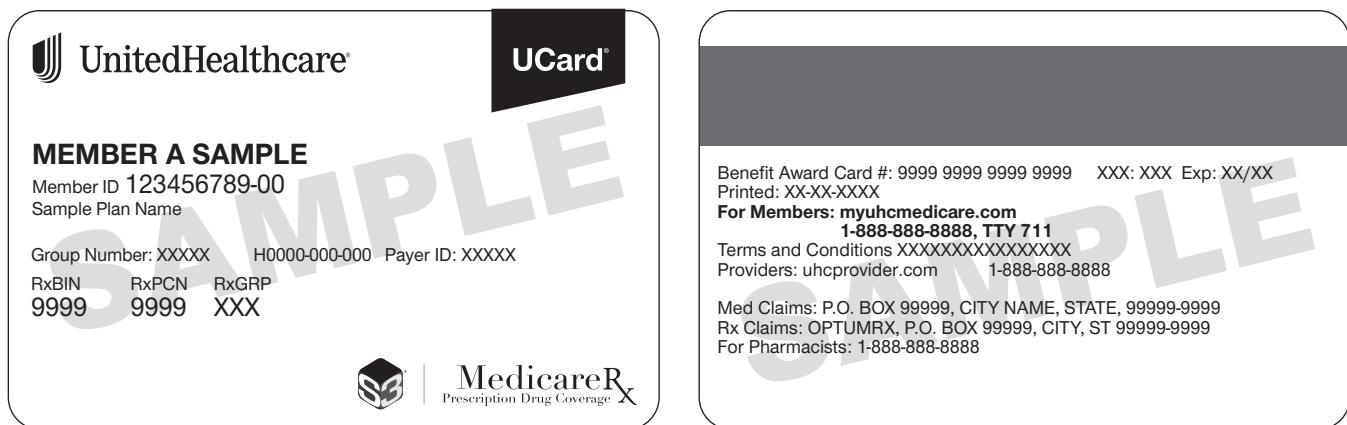 UnitedHealthcare®
UCard®
MEMBER A SAMPLE
Member ID 123456789-00
Sample Plan Name
Group Number: XXXXX H0000-000-000 Payer ID: XXXXX
RxBIN RxPCN RxGRP
9999 9999 XXX
SAMPLE
S3
MedicareRx
Prescription Drug Coverage
Benefit Award Card #: 9999 9999 9999 9999 XXX: XXX Exp: XX/XX
Printed: XX-XX-XXXX
For Members: myuhcmedicare.com
1-888-888-8888, TTY 711
Terms and Conditions XXXXXXXXXXXXXXXX
Providers: uhcprovider.com 1-888-888-8888
Med Claims: P.O. BOX 99999, CITY NAME, STATE, 99999-9999
Rx Claims: OPTUMRX, P.O. BOX 99999, CITY, ST 99999-9999
For Pharmacists: 1-888-888-8888
SAMPLE